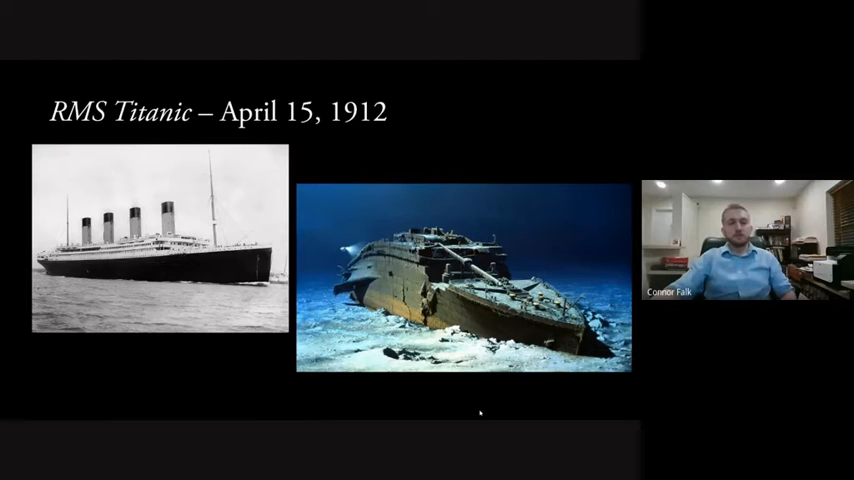 RMS Titanic – April 15, 1912
Connor Falk